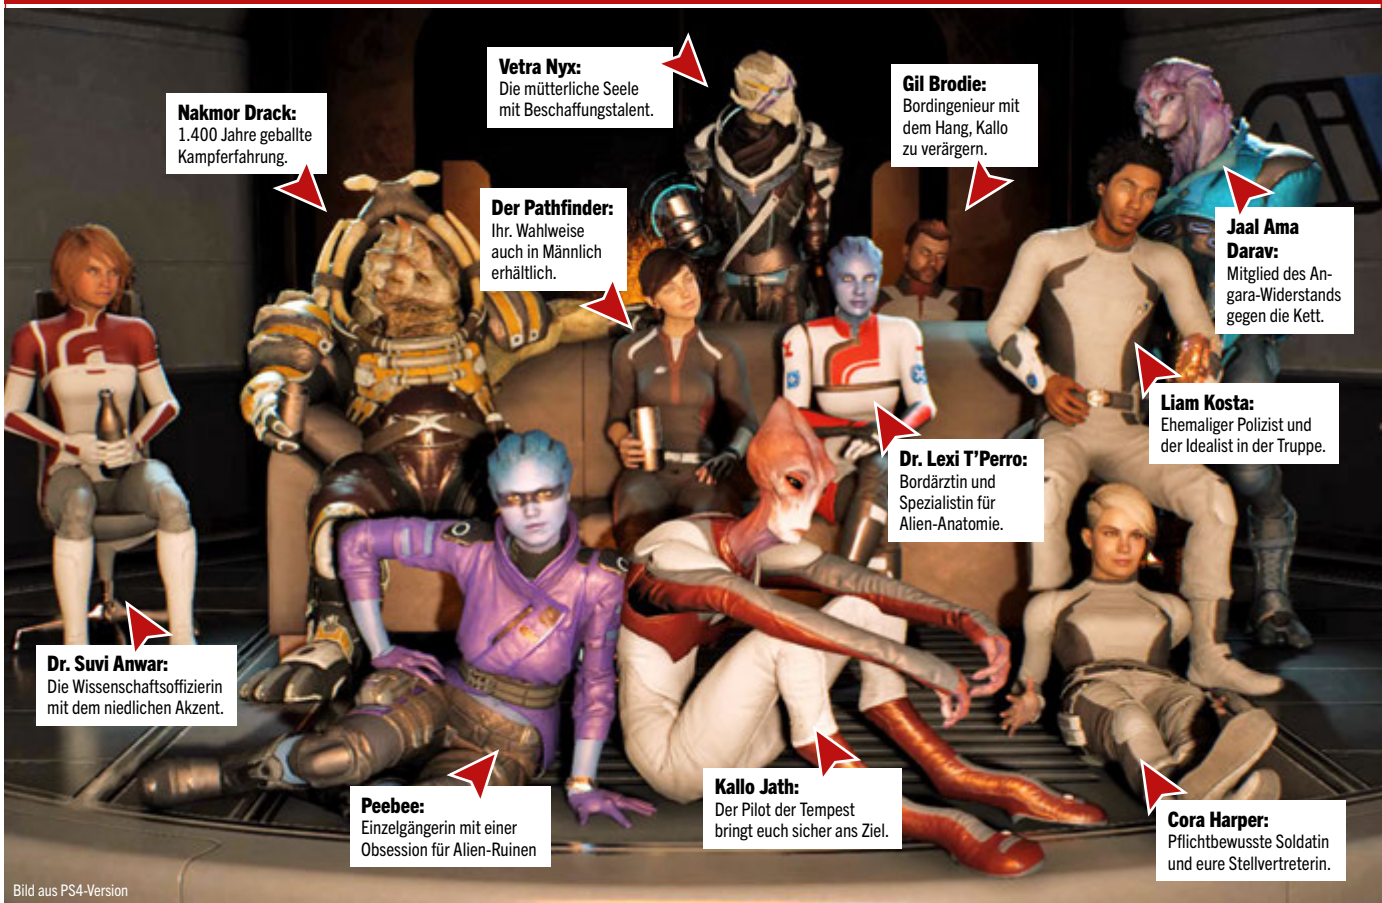 Vetra Nyx:
Die mütterliche Seele
mit Beschaffungstalent.
Gil Brodie:
Bordingenieur mit
dem Hang, Kallo
zu verärgern.
Nakmor Drack:
1.400 Jahre geballte
Kampferfahrung.
Der Pathfinder:
Ihr. Wahlweise
auch in Männlich
erhältlich.
Jaal Ama
Darav:
Mitglied des An-
gara-Widerstands
gegen die Kett.
Liam Kosta:
Ehemaliger Polizist und
der Idealist in der Truppe.
Dr. Lexi T’Perro:
Bordärztin und
Spezialistin für
Alien-Anatomie.
Dr. Suvi Anwar:
Die Wissenschaftsoffizierin
mit dem niedlichen Akzent.
Peebee:
Einzelgängerin mit einer
Obsession für Alien-Ruinen
Kallo Jath:
Der Pilot der Tempest
bringt euch sicher ans Ziel.
Cora Harper:
Pflichtbewusste Soldatin
und eure Stellvertreterin.
Bild aus PS4-Version